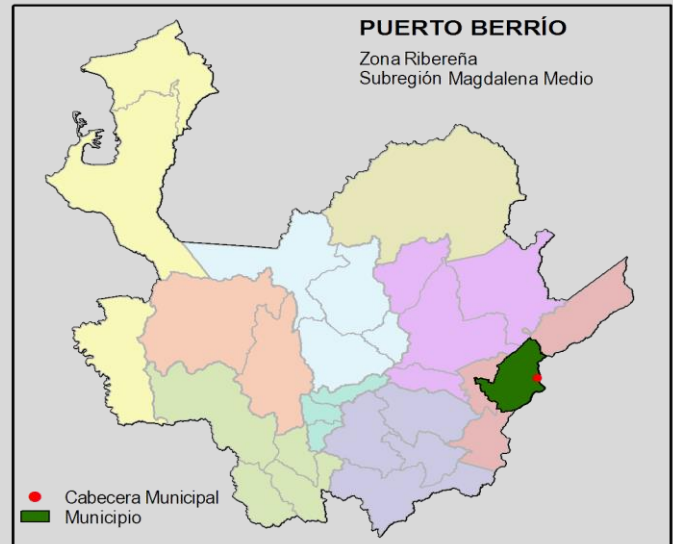 PUERTO BERRÍO
Zona Ribereña
Subregión Magdalena Medio
Cabecera Municipal
Municipio